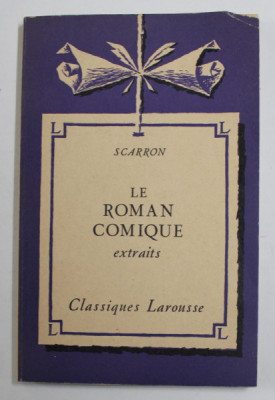 L L
SCARRON
LE
ROMAN
COMIQUE
extraits
Classiques Larousse
L L